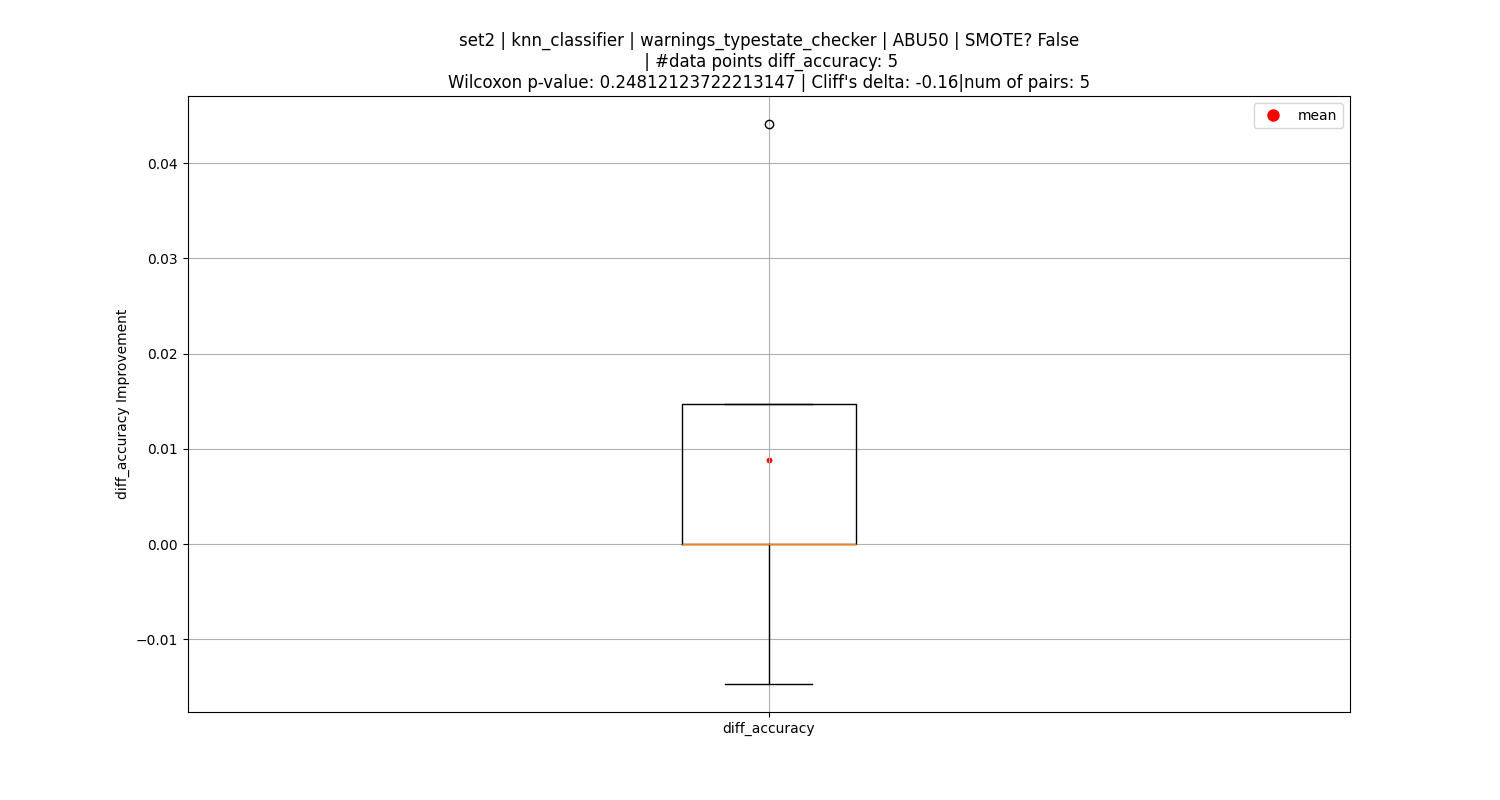 set2 | knn_classifier | warnings_typestate_checker | ABU50 | SMOTE? False
| #data points diff_accuracy: 5
Wilcoxon p-value: 0.24812123722213147 | Cliff's delta: -0.16|num of pairs: 5
mean
0.04
0.03
0.02
0.01
0.00
−0.01
diff_accuracy Improvement
diff_accuracy